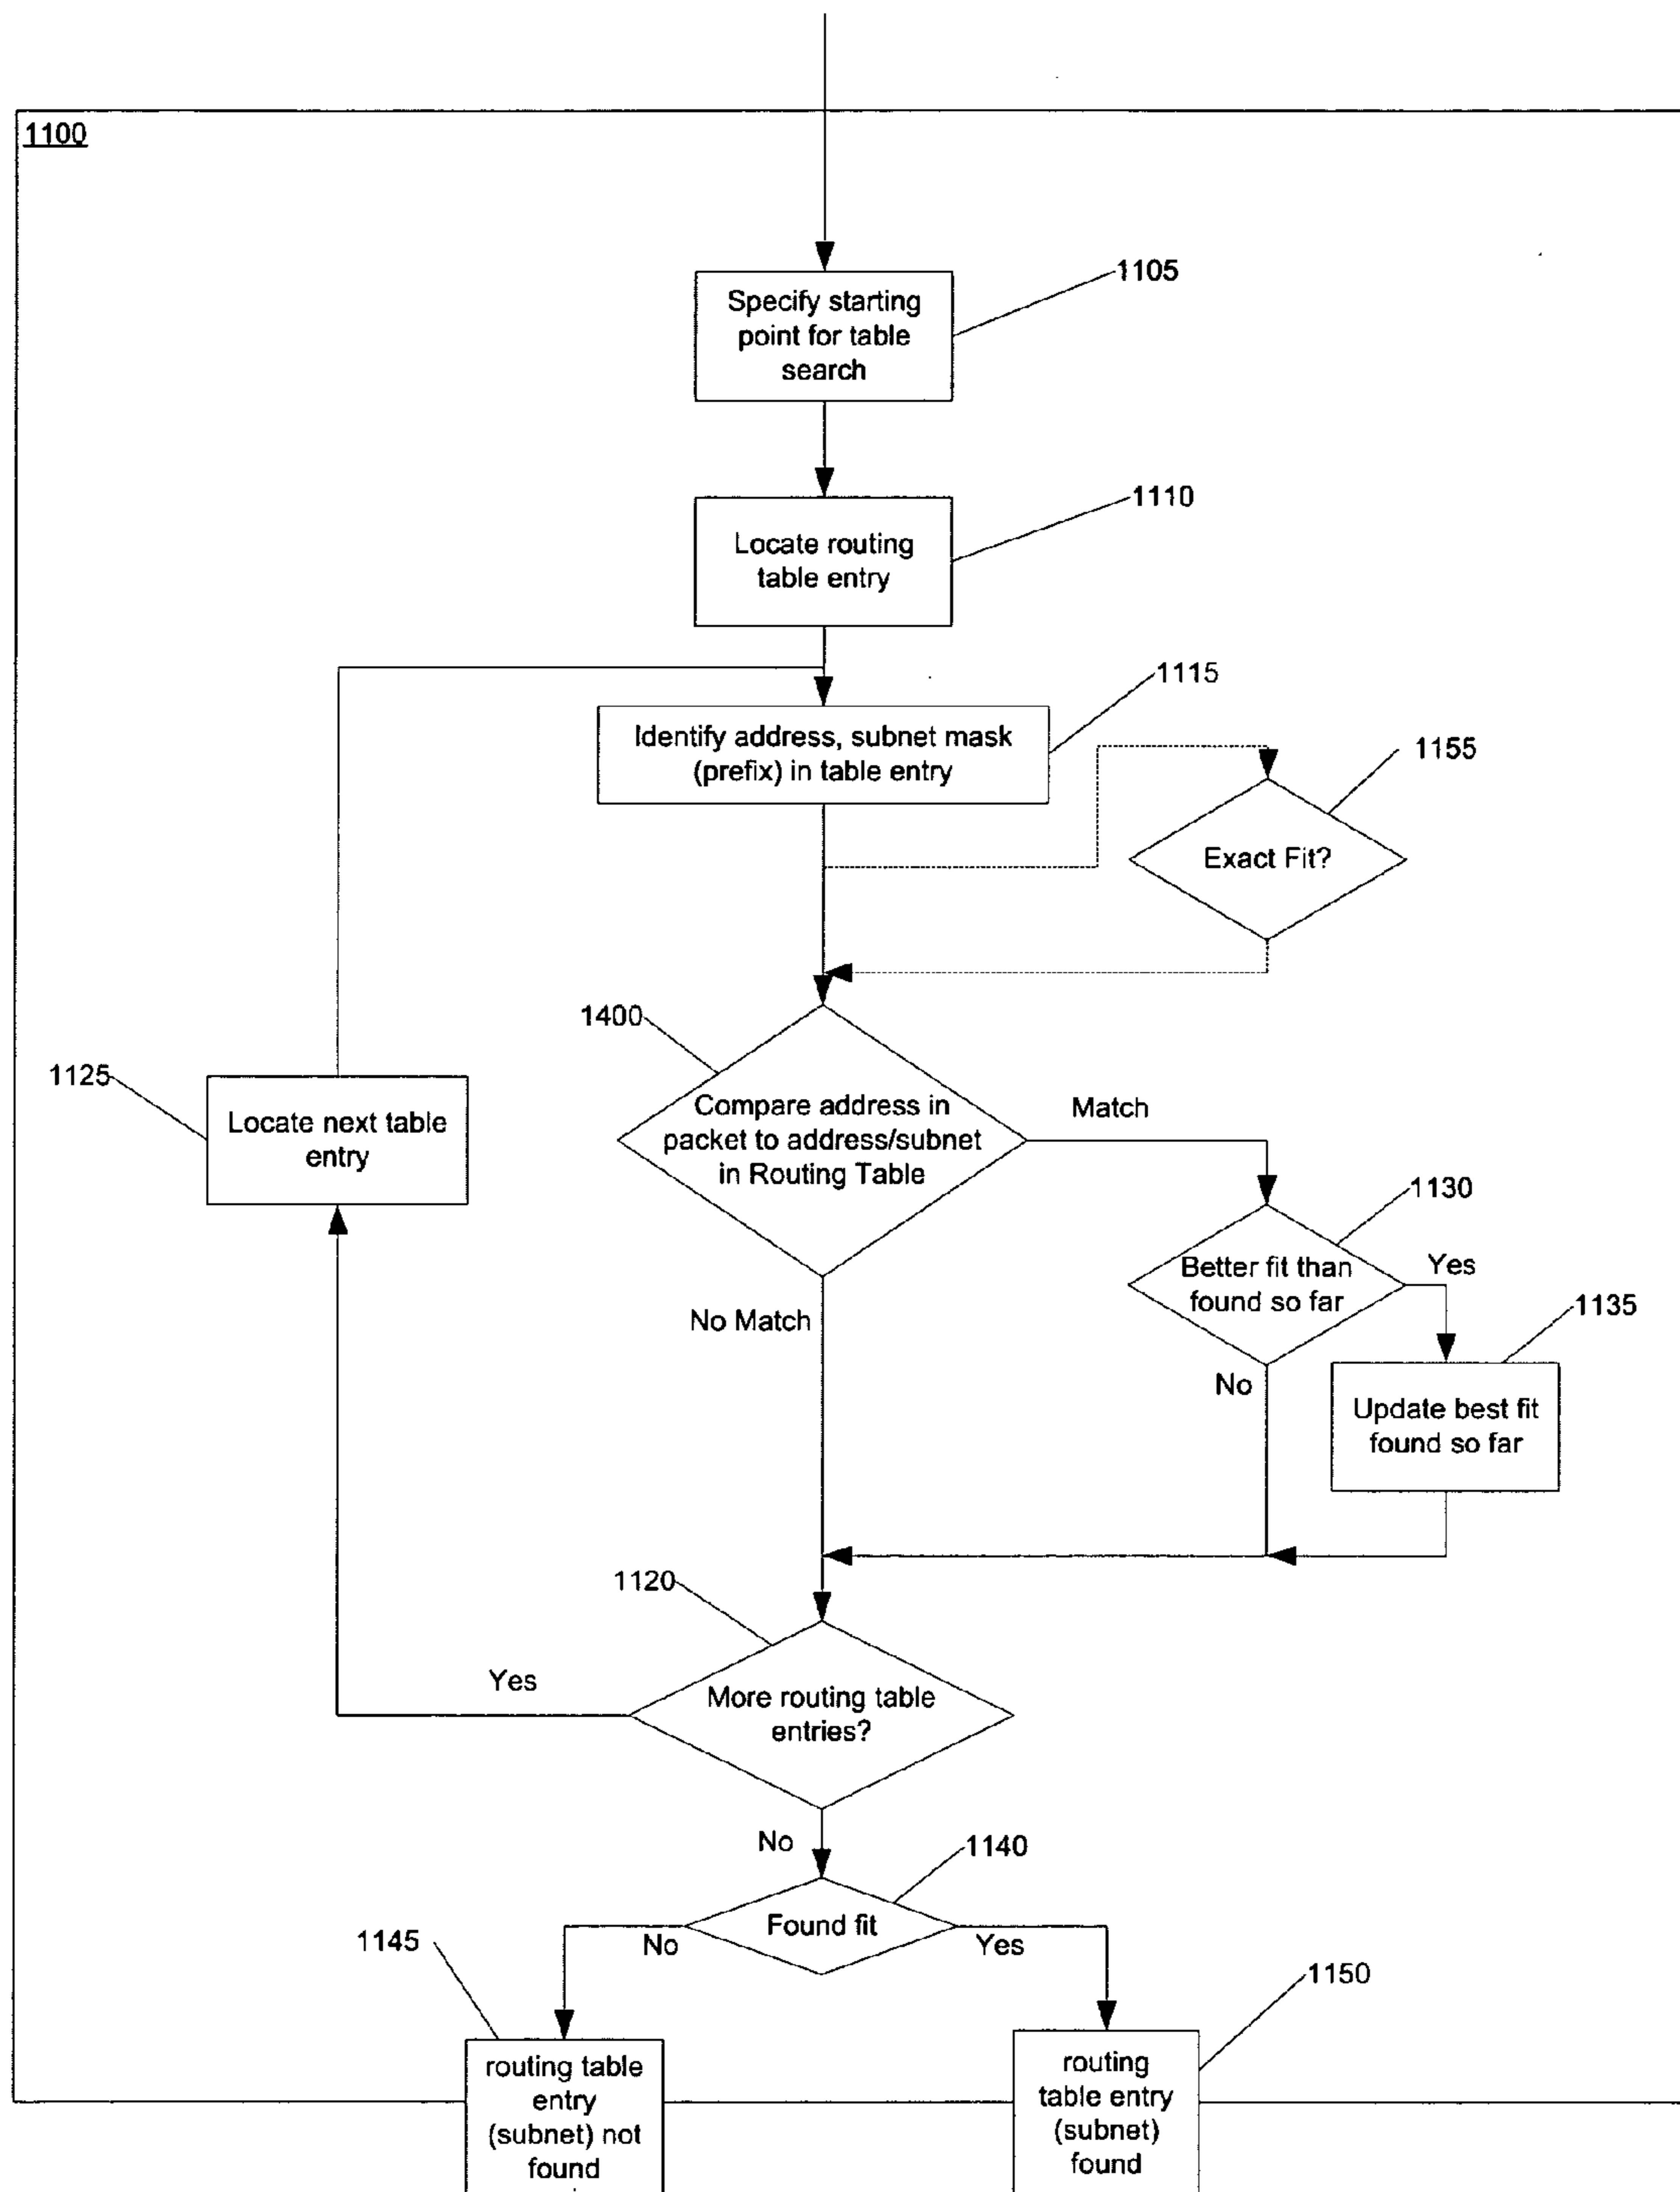 1100
1105
Specify starting
point for table
search
1110
Locate routing
table entry
1115
Identify address, subnet mask
(prefix) in table entry
1155
Exact Fit?
1400
1125
Locate next table
entry
Compare address in
packet to address/subnet
in Routing Table
Match
1130
Better fit than
found so far
Yes
1135
No Match
No
Update best fit
found so far
1120
Yes
More routing table
entries?
No
1140
Found fit
1145
No
Yes
1150
routing table
entry
(subnet) not
found
routing
table entry
(subnet)
found